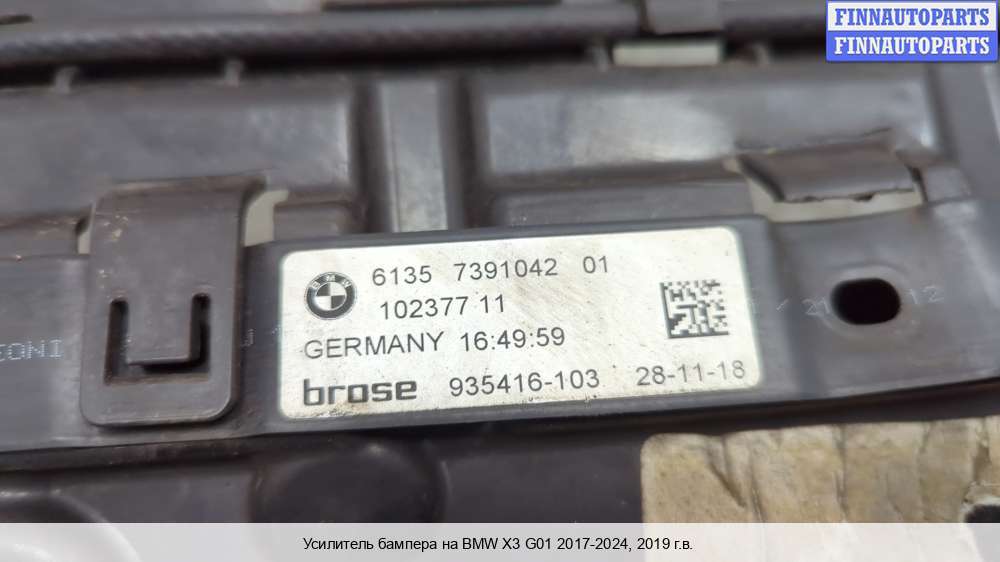 FINNAUTOPARTS
FINNAUTOPARTS
BMW
6135 7391042 01
102377 11
GERMANY 16:49:59
brose 935416-103 28-11-18
Усилитель бампера на BMW X3 G01 2017-2024, 2019 г.в.